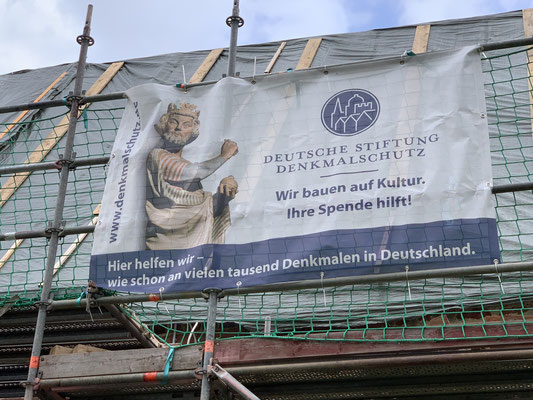 www.denkmalschutz.de
DEUTSCHE STIFTUNG
DENKMALSCHUTZ
Wir bauen auf Kultur.
Ihre Spende hilft!
Hier helfen wir –
wie schon an vielen tausend Denkmalen in Deutschland.